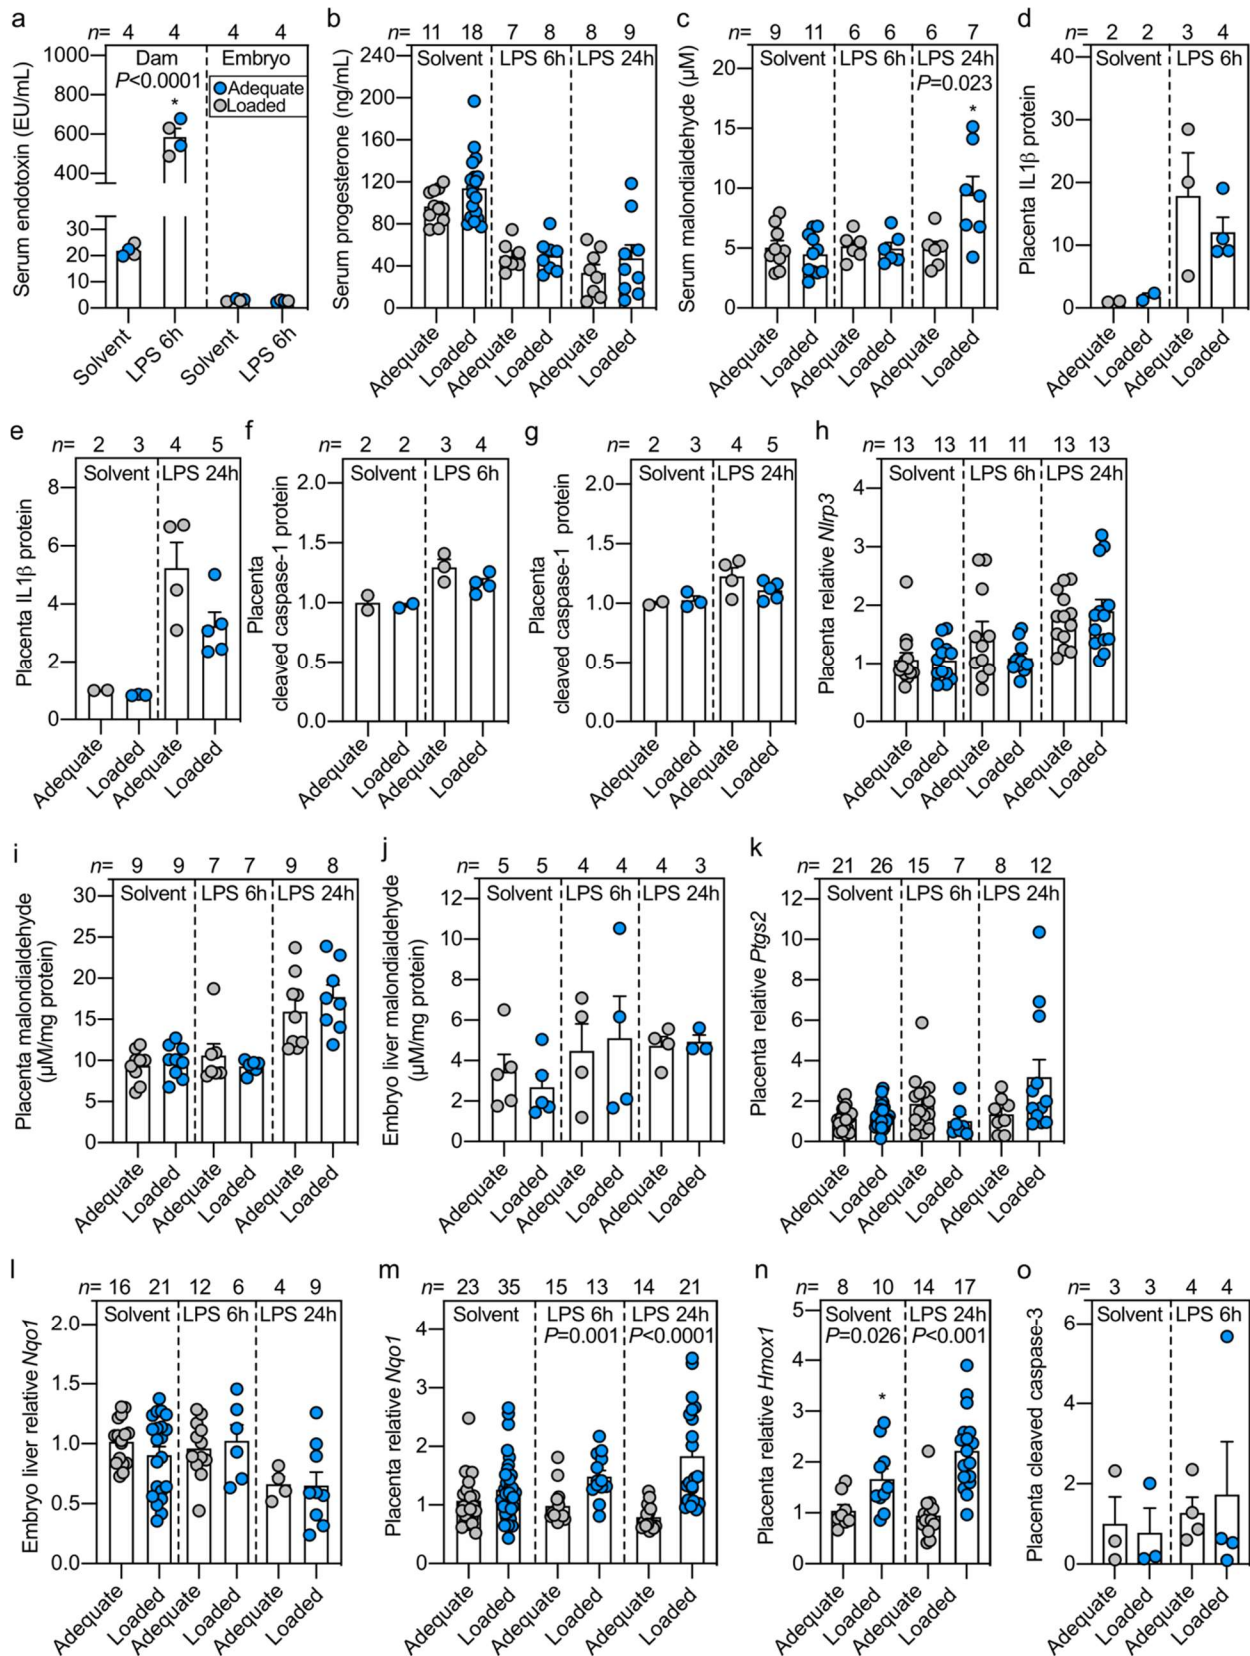 a
n= 4 4 4 4
Dam Embryo
P<0.0001
*
Adequate
Loaded
Serum endotoxin (EU/mL)
1000
800
600
400
30
20
10
0
Solvent LPS 6h Solvent LPS 6h
b
n= 11 18 7 8 8 9
Solvent LPS 6h LPS 24h
Serum progesterone (ng/mL)
240
200
160
120
80
40
0
Adequate Loaded Adequate Loaded Adequate Loaded
c
n= 9 11 6 6 6 7
Solvent LPS 6h LPS 24h
P=0.023
*
Serum malondialdehyde (µM)
20
15
10
5
0
Adequate Loaded Adequate Loaded Adequate Loaded
d
n= 2 2 3 4
Solvent LPS 6h
Placenta IL1β protein
40
30
20
10
0
Adequate Loaded Adequate Loaded
e
n= 2 3 4 5
Solvent LPS 24h
Placenta IL1β protein
8
6
4
2
0
Adequate Loaded Adequate Loaded
f
n= 2 2 3 4
Solvent LPS 6h
Placenta
cleaved caspase-1 protein
2.0
1.5
1.0
0.5
0.0
Adequate Loaded Adequate Loaded
g
n= 2 3 4 5
Solvent LPS 24h
Placenta
cleaved caspase-1 protein
2.0
1.5
1.0
0.5
0.0
Adequate Loaded Adequate Loaded
h
n= 13 13 11 11 13 13
Solvent LPS 6h LPS 24h
Placenta relative Nlrp3
4
3
2
1
0
Adequate Loaded Adequate Loaded Adequate Loaded
i
n= 9 9 7 7 9 8
Solvent LPS 6h LPS 24h
Placenta malondialdehyde
(µM/mg protein)
30
25
20
15
10
5
0
Adequate Loaded Adequate Loaded Adequate Loaded
j
n= 5 5 4 4 4 3
Solvent LPS 6h LPS 24h
Embryo liver malondialdehyde
(µM/mg protein)
12
10
8
6
4
2
0
Adequate Loaded Adequate Loaded Adequate Loaded
k
n= 21 26 15 7 8 12
Solvent LPS 6h LPS 24h
Placenta relative Ptgs2
12
10
8
6
4
2
0
Adequate Loaded Adequate Loaded Adequate Loaded
l
n= 16 21 12 6 4 9
Solvent LPS 6h LPS 24h
Embryo liver relative Nqo1
2.0
1.5
1.0
0.5
0.0
Adequate Loaded Adequate Loaded Adequate Loaded
m
n= 23 35 15 13 14 21
Solvent LPS 6h LPS 24h
P=0.001 P<0.0001
Placenta relative Nqo1
4
3
2
1
0
Adequate Loaded Adequate Loaded Adequate Loaded
n
n= 8 10 14 17
Solvent LPS 24h
P=0.026 P<0.001
*
Placenta relative Hmox1
5
4
3
2
1
0
Adequate Loaded Adequate Loaded
o
n= 3 3 4 4
Solvent LPS 6h
Placenta cleaved caspase-3
6
4
2
0
Adequate Loaded Adequate Loaded